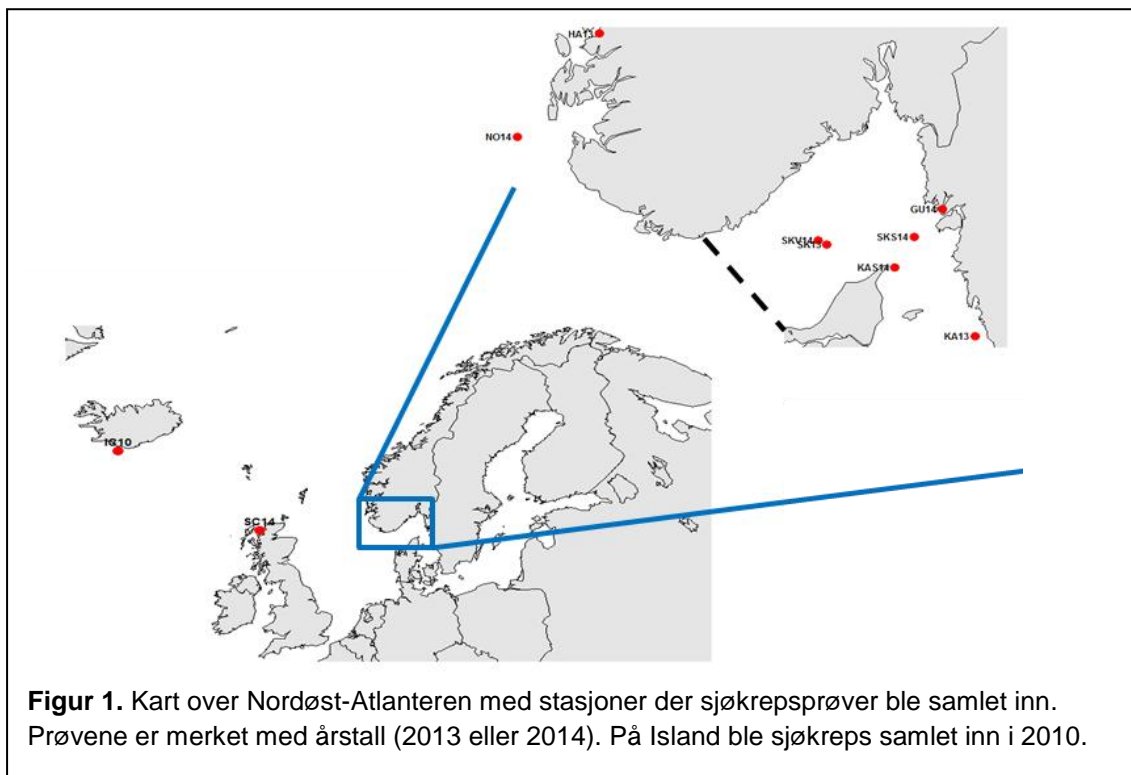 HA13
NO14
GU14
SKV14
SK13
SKS14
KAS14
KA13
IC10
SC14
Figur 1. Kart over Nordøst-Atlanteren med stasjoner der sjøkrepsprøver ble samlet inn.
Prøvene er merket med årstall (2013 eller 2014). På Island ble sjøkreps samlet inn i 2010.